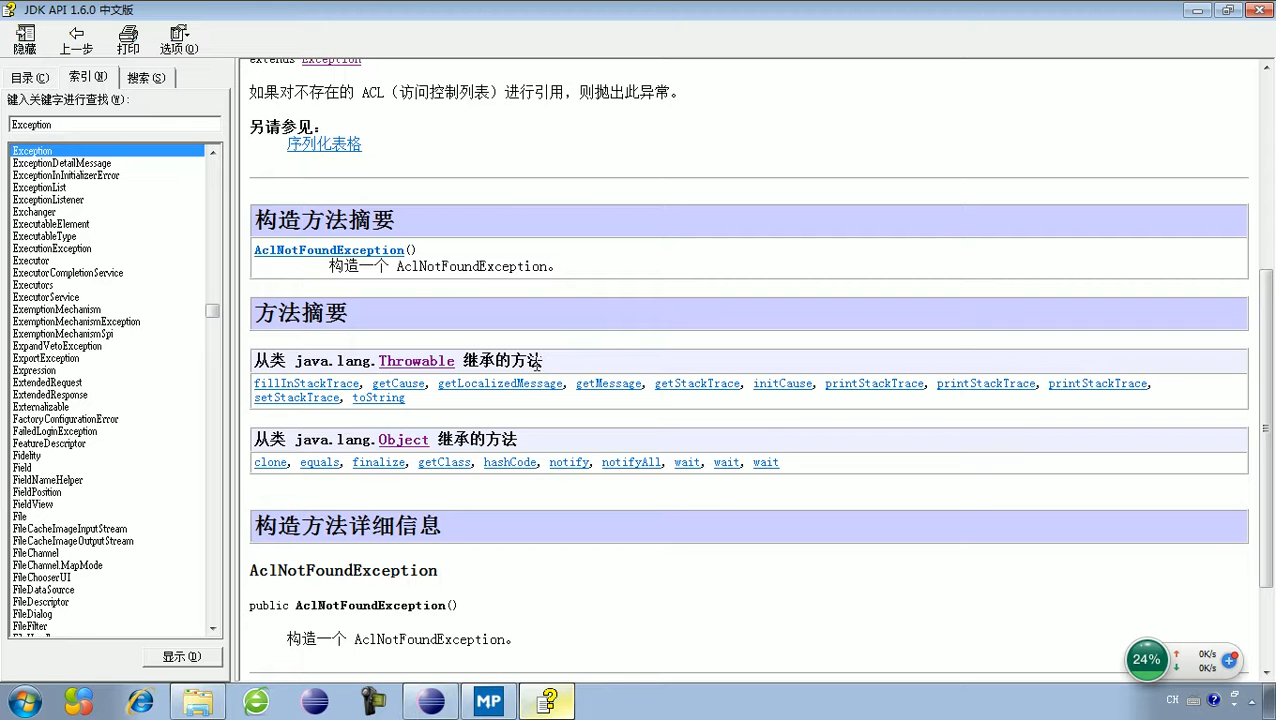 JDK API 1.6.0 中文版
隐藏
上一步
打印
选项(O)
目录(C)
索引(N)
搜索(S)
键入关键字进行查找(W):
Exception
Exception
ExceptionDetailMessage
ExceptionInInitializerError
ExceptionList
ExceptionListener
Exchanger
ExecutableElement
ExecutableType
ExecutionException
Executor
ExecutorCompletionService
Executors
ExecutorService
ExemptionMechanism
ExemptionMechanismException
ExemptionMechanismSpi
ExpandVetoException
ExportException
Expression
ExtendedRequest
ExtendedResponse
Externalizable
FactoryConfigurationError
FailedLoginException
FeatureDescriptor
Fidelity
Field
FieldNameHelper
FieldPosition
FieldView
File
FileCacheImageInputStream
FileCacheImageOutputStream
FileChannel
FileChannel.MapMode
FileChooserUI
FileDataSource
FileDescriptor
FileDialog
FileFilter
显示(D)
extends Exception
如果对不存在的 ACL（访问控制列表）进行引用，则抛出此异常。
另请参见：
序列化表格
构造方法摘要
AclNotFoundException()
构造一个 AclNotFoundException。
方法摘要
从类 java.lang.Throwable 继承的方法
fillInStackTrace, getCause, getLocalizedMessage, getMessage, getStackTrace, initCause, printStackTrace, printStackTrace, printStackTrace,
setStackTrace, toString
从类 java.lang.Object 继承的方法
clone, equals, finalize, getClass, hashCode, notify, notifyAll, wait, wait, wait
构造方法详细信息
AclNotFoundException
public AclNotFoundException()
构造一个 AclNotFoundException。
24%
0K/s
0K/s
MP
CH